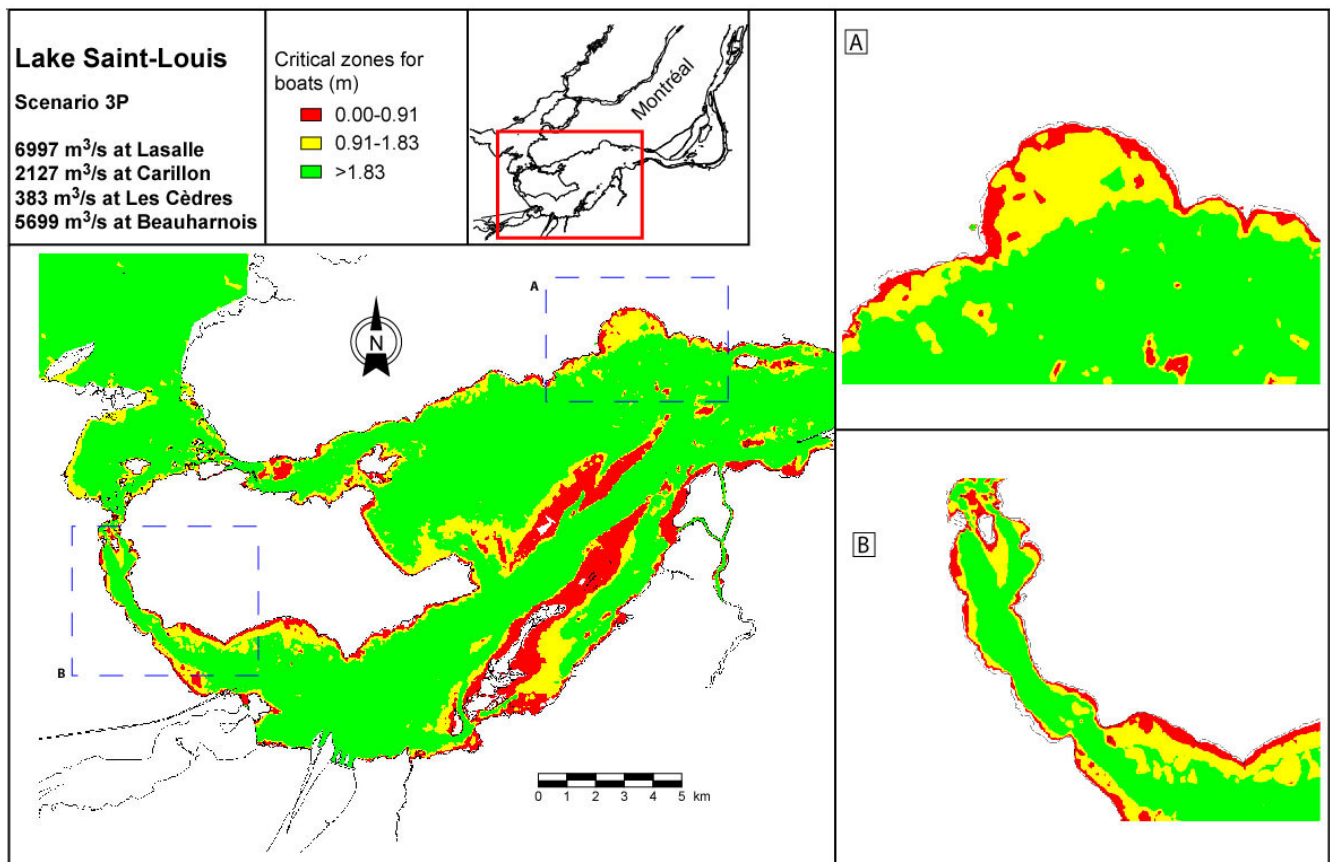 Lake Saint-Louis
Scenario 3P
6997 m³/s at Lasalle
2127 m³/s at Carillon
383 m³/s at Les Cèdres
5699 m³/s at Beauharnois
Critical zones for
boats (m)
0.00-0.91
0.91-1.83
>1.83
Montréal
A
A
N
B
B
0 1 2 3 4 5 km